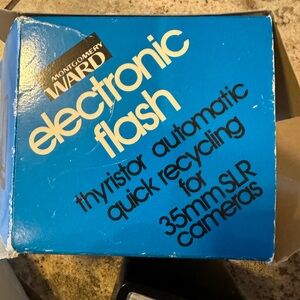 MONTGOMERY
WARD
electronic
flash
thyristor automatic
quick recycling
for
35mm SLR
cameras